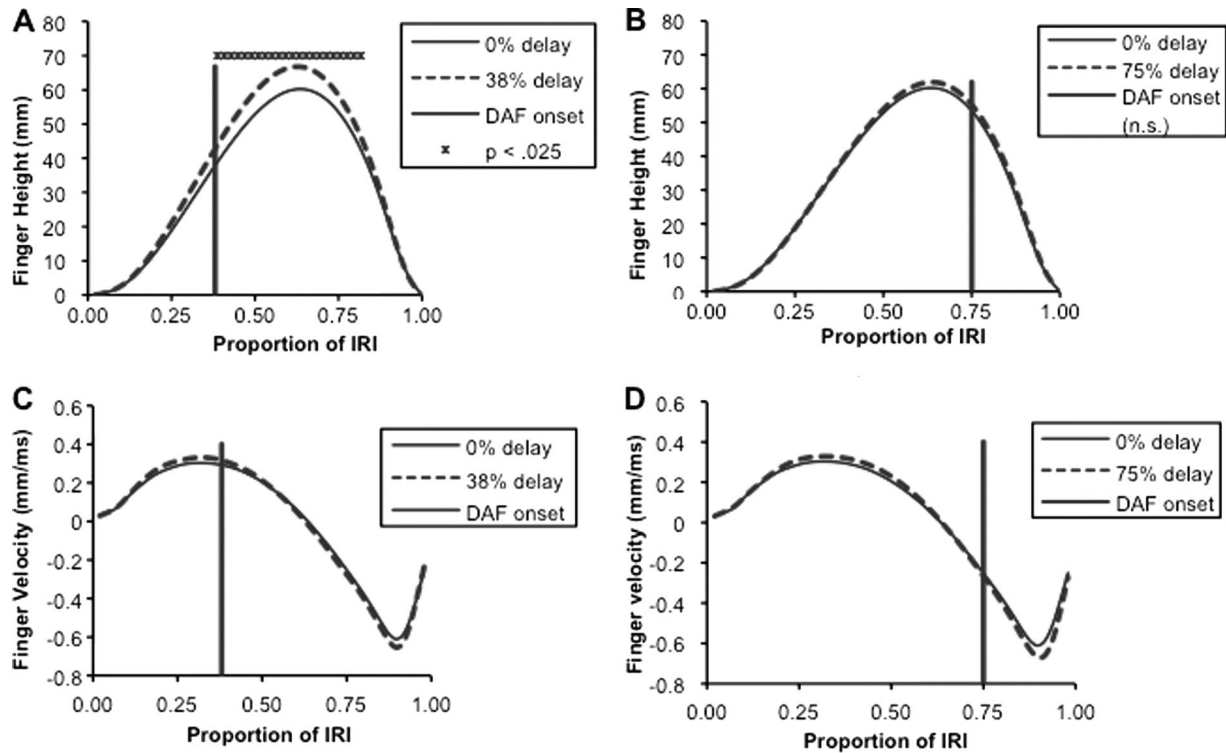 A
80
70
60
50
40
30
20
10
0
Finger Height (mm)
0.00 0.25 0.50 0.75 1.00
Proportion of IRI
0% delay
38% delay
DAF onset
p < .025
B
80
70
60
50
40
30
20
10
0
Finger Height (mm)
0.00 0.25 0.50 0.75 1.00
Proportion of IRI
0% delay
75% delay
DAF onset
(n.s.)
C
0.6
0.4
0.2
0
-0.2
-0.4
-0.6
-0.8
Finger Velocity (mm/ms)
0.00 0.25 0.50 0.75 1.00
Proportion of IRI
0% delay
38% delay
DAF onset
D
0.6
0.4
0.2
0
-0.2
-0.4
-0.6
-0.8
Finger velocity (mm/ms)
0.00 0.25 0.50 0.75 1.00
Proportion of IRI
0% delay
75% delay
DAF onset